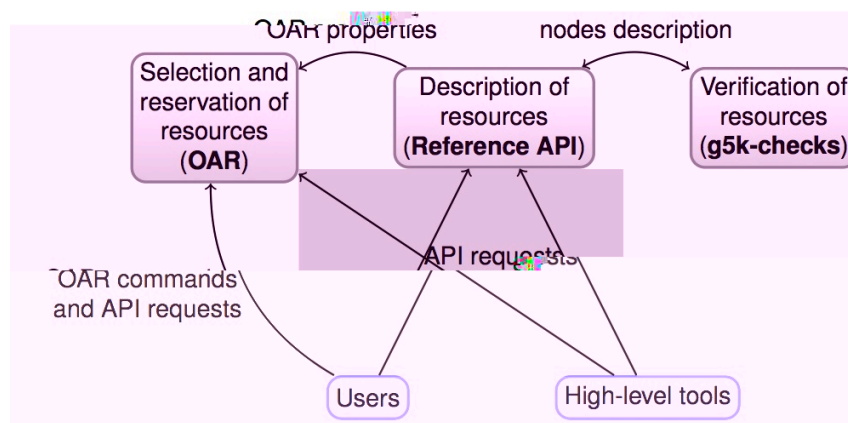 OAR properties
nodes description
Selection and
reservation of
resources
(OAR)
Description of
resources
(Reference API)
Verification of
resources
(g5k-checks)
API requests
OAR commands
and API requests
Users
High-level tools